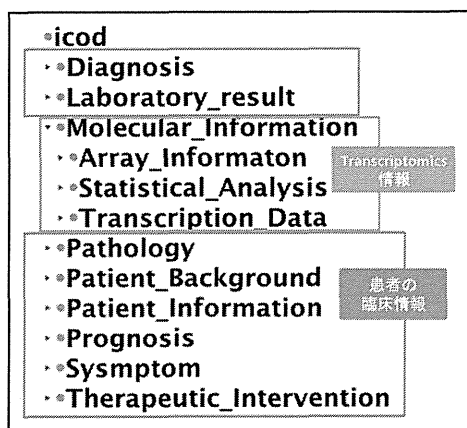 icod
Diagnosis
Laboratory_result
Molecular_Information
Array_Informaton
Statistical_Analysis
Transcription_Data
Transcriptomics
情報
Pathology
Patient_Background
Patient_Information
Prognosis
Sysmptom
Therapeutic_Intervention
患者の
臨床情報